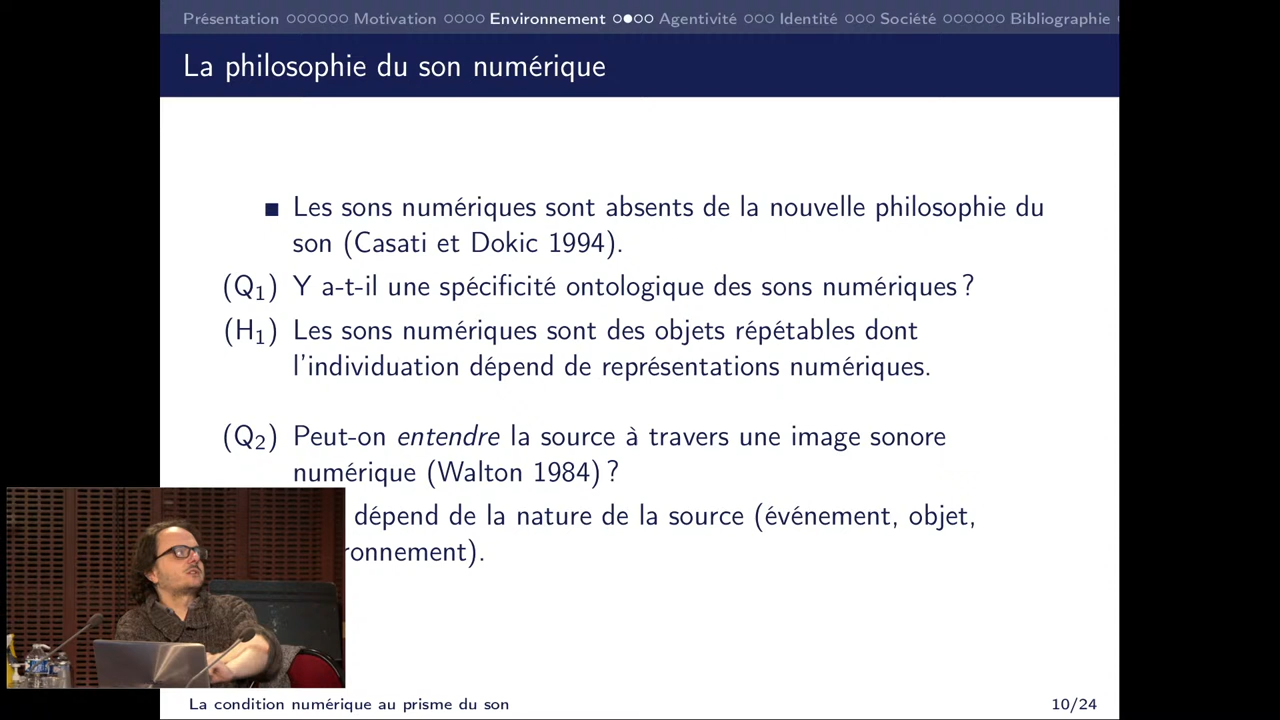 Présentation Motivation Environnement Agentivité Identité Société Bibliographie
La philosophie du son numérique
■ Les sons numériques sont absents de la nouvelle philosophie du
son (Casati et Dokic 1994).
(Q₁) Y a-t-il une spécificité ontologique des sons numériques ?
(H₁) Les sons numériques sont des objets répétables dont
l'individuation dépend de représentations numériques.
(Q₂) Peut-on entendre la source à travers une image sonore
numérique (Walton 1984) ?
dépend de la nature de la source (événement, objet,
ronnement).
La condition numérique au prisme du son
10/24